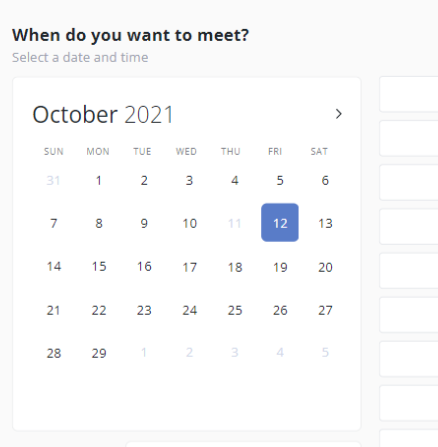 When do you want to meet?
Select a date and time
October 2021
SUN MON TUE WED THU FRI SAT
31 1 2 3 4 5 6
7 8 9 10 11 12 13
14 15 16 17 18 19 20
21 22 23 24 25 26 27
28 29 1 2 3 4 5